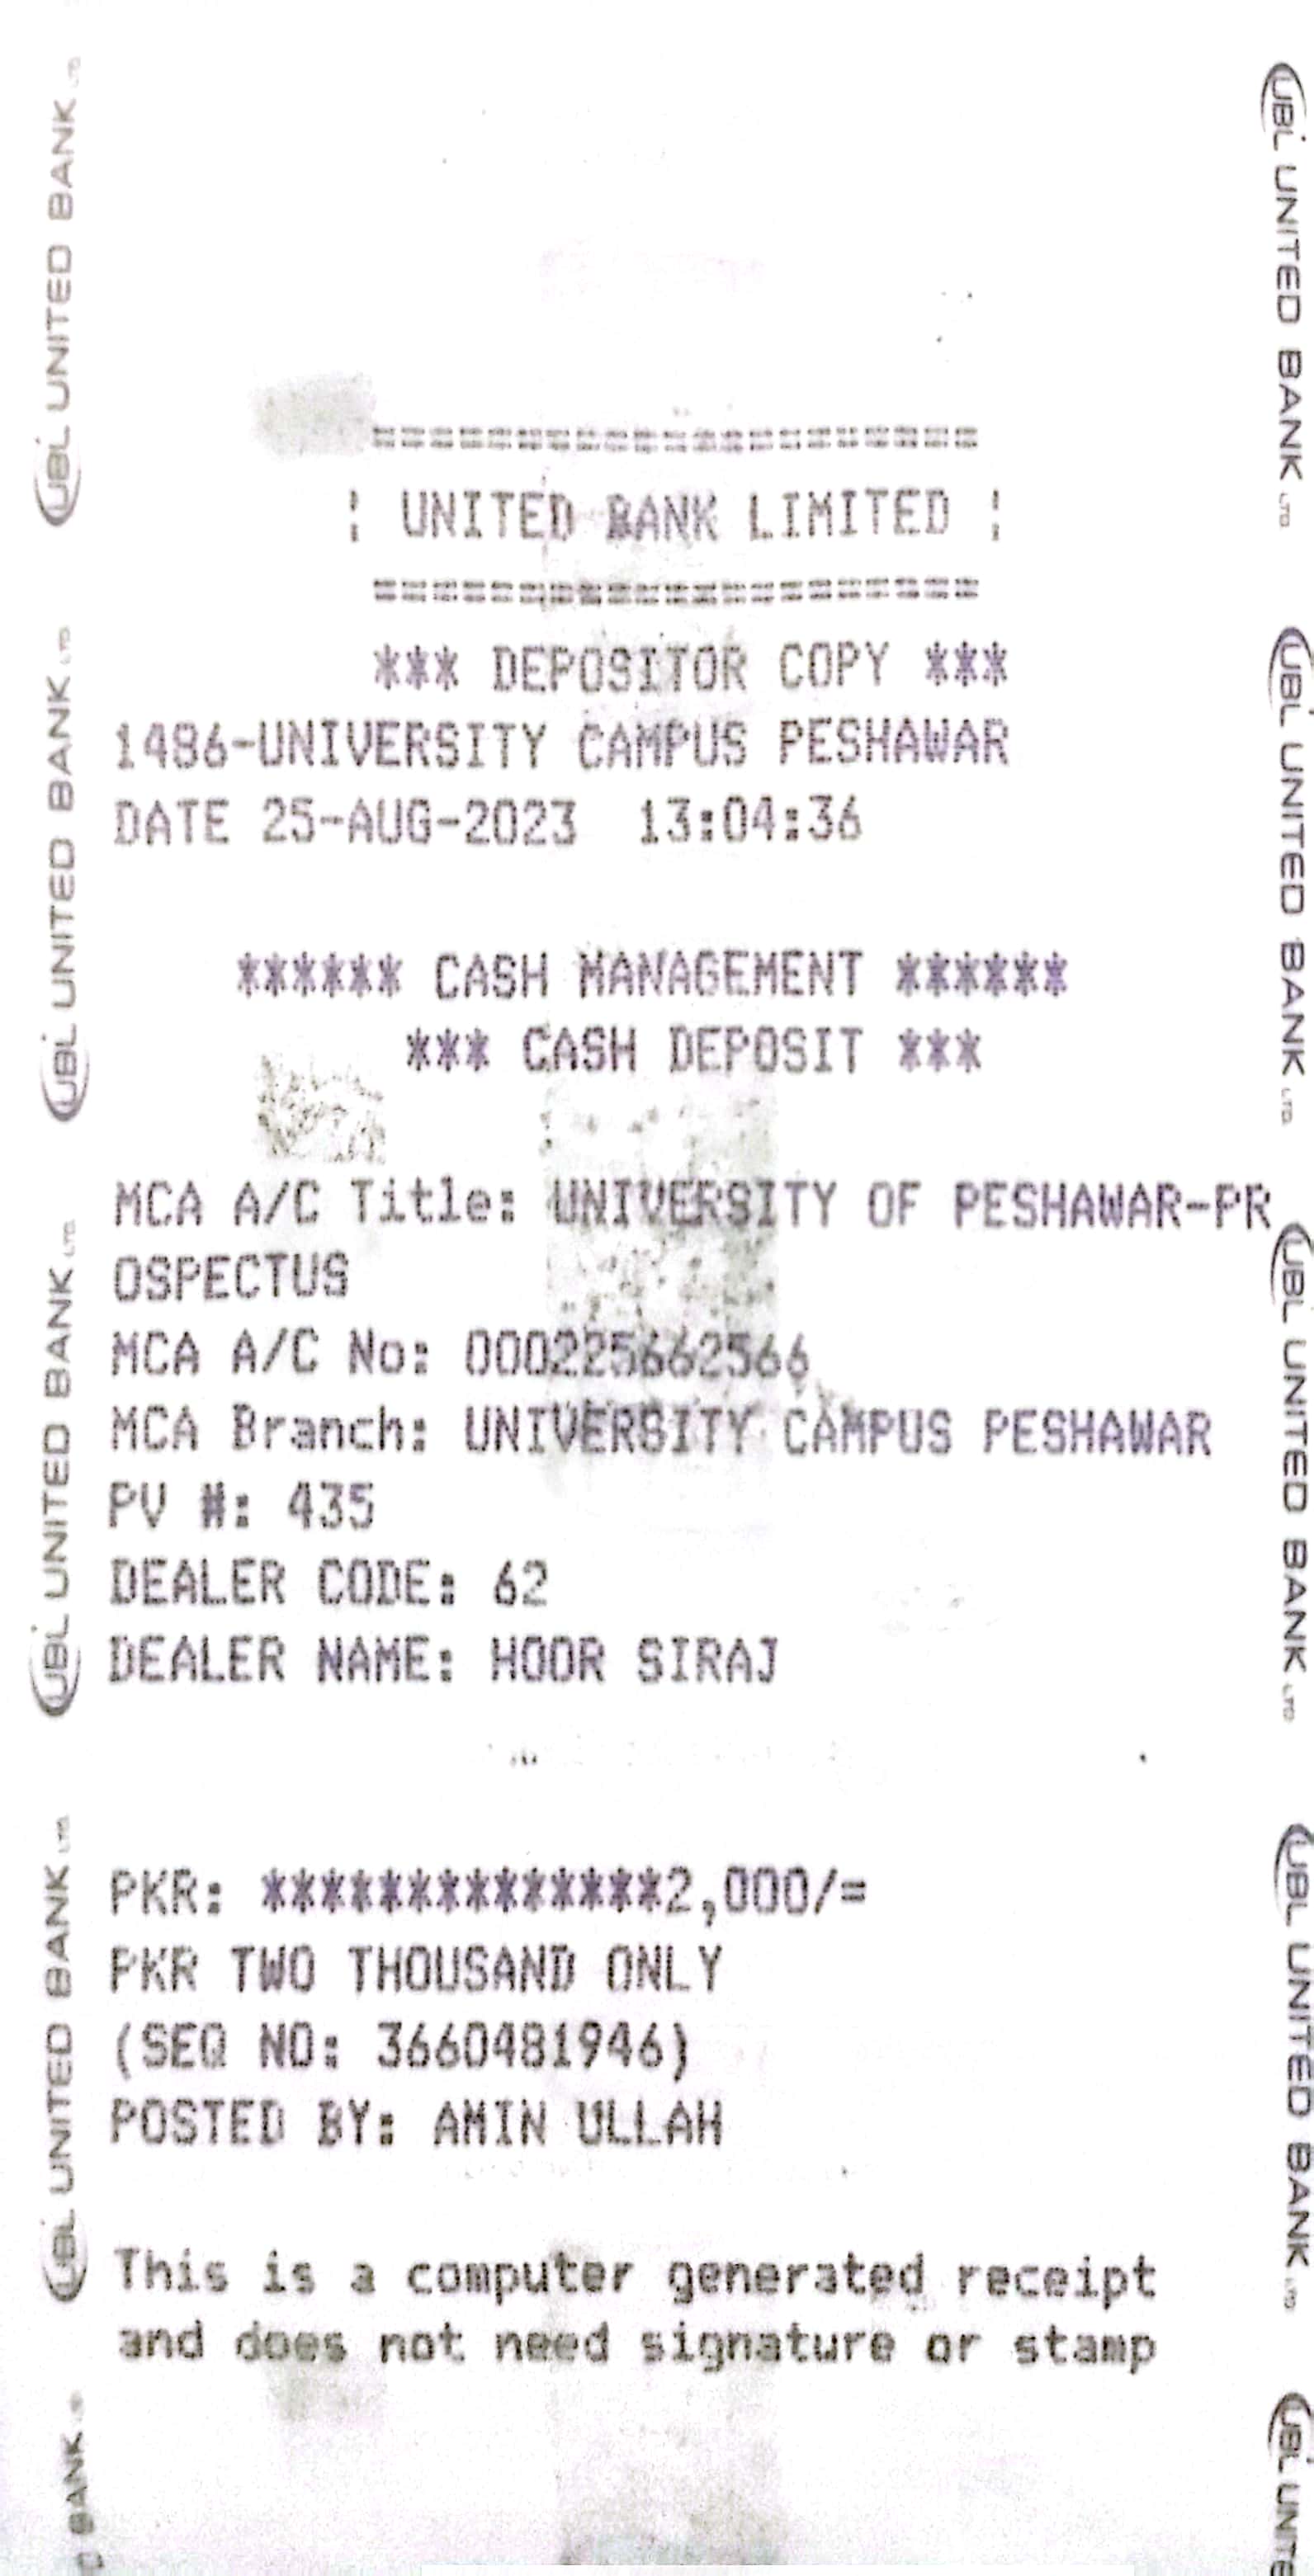 =====================
¦ UNITED BANK LIMITED ¦
=====================
*** DEPOSITOR COPY ***
1486-UNIVERSITY CAMPUS PESHAWAR
DATE 25-AUG-2023  13:04:36
****** CASH MANAGEMENT ******
*** CASH DEPOSIT ***
MCA A/C Title: UNIVERSITY OF PESHAWAR-PR
OSPECTUS
MCA A/C No: 000225662566
MCA Branch: UNIVERSITY CAMPUS PESHAWAR
PV #: 435
DEALER CODE: 62
DEALER NAME: HOOR SIRAJ
PKR: **************2,000/=
PKR TWO THOUSAND ONLY
(SEQ NO: 3660481946)
POSTED BY: AMIN ULLAH
This is a computer generated receipt
and does not need signature or stamp
UBL UNITED BANK LTD
UBL UNITED BANK LTD.
UBL UNITED BANK LTD
UBL UNITED BANK LTD
BANK
UBL UNITED BANK LTD
UBL UNITED BANK LTD.
UBL UNITED BANK LTD
UBL UNITED BANK LTD
UBL UNITE